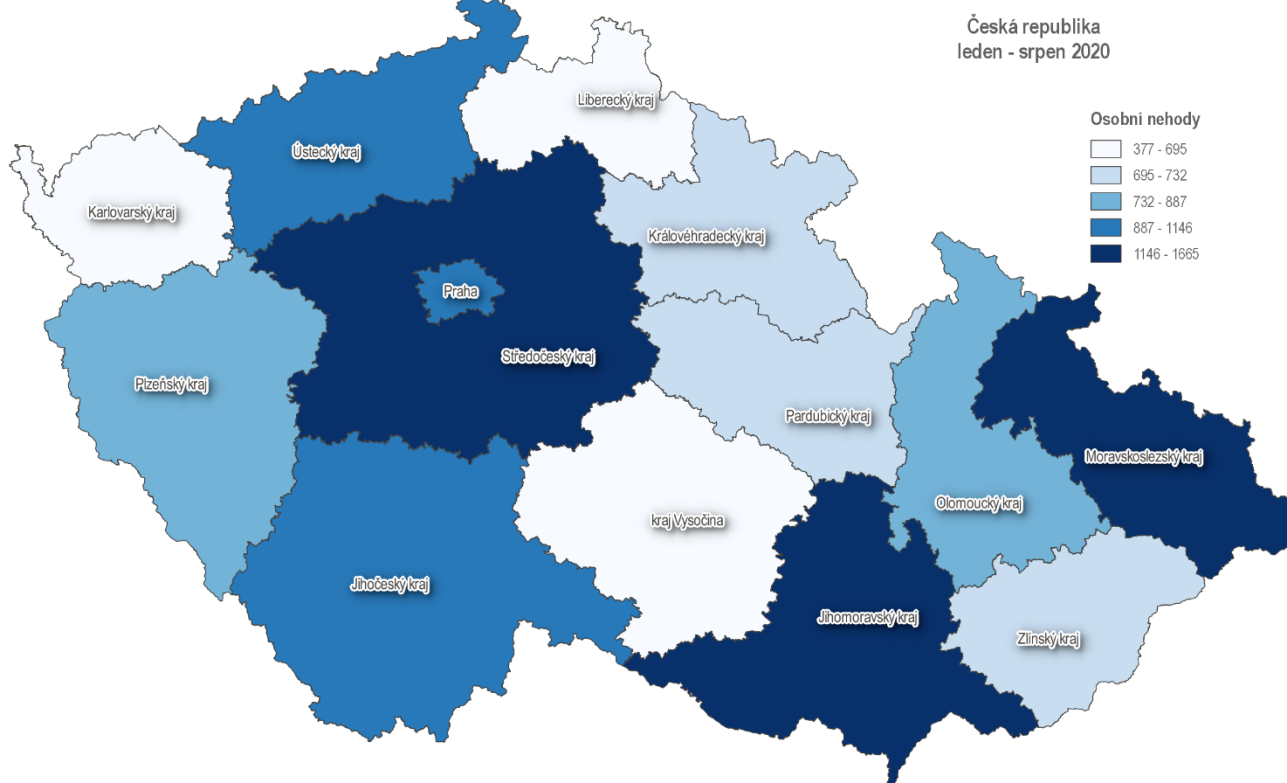 Česká republika
leden - srpen 2020
Osobní nehody
377 - 695
695 - 732
732 - 887
887 - 1146
1146 - 1665
Liberecký kraj
Ústecký kraj
Karlovarský kraj
Královéhradecký kraj
Praha
Středočeský kraj
Plzeňský kraj
Pardubický kraj
Moravskoslezský kraj
Olomoucký kraj
kraj Vysočina
Jihočeský kraj
Jihomoravský kraj
Zlínský kraj